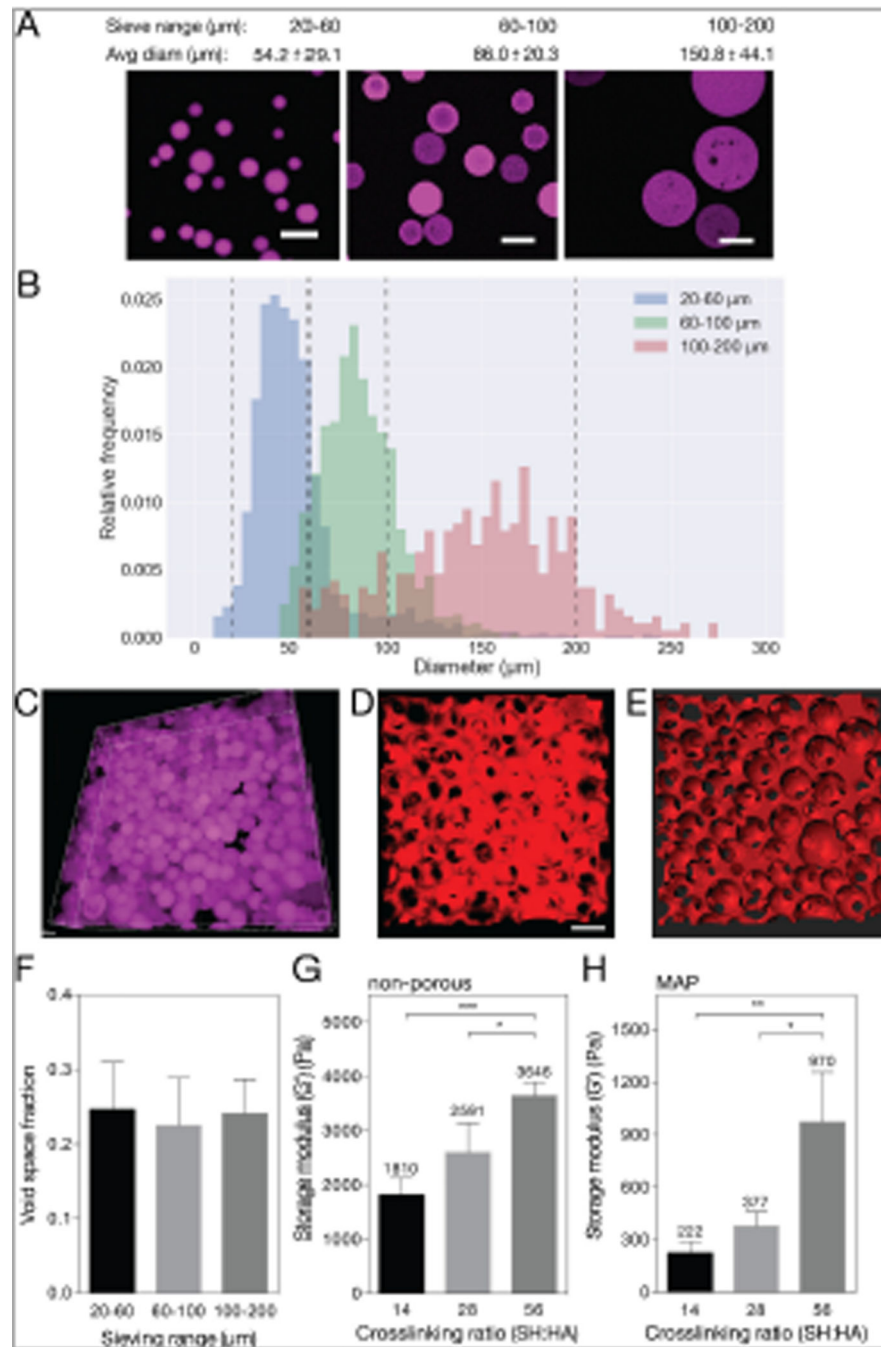 A
Sieve range (µm): 20-60 60-100 100-200
Avg diam (µm): 54.2 ± 29.1 86.0 ± 20.3 150.8 ± 44.1
B
Relative frequency
0.025
0.020
0.015
0.010
0.005
0.000
20-60 µm
60-100 µm
100-200 µm
0 50 100 150 200 250 300
Diameter (µm)
C
D
E
F
Void space fraction
0.4
0.3
0.2
0.1
0.0
20-60 60-100 100-200
Sieving range (µm)
G
non-porous
Storage modulus (G') (Pa)
5000
4000
3000
2000
1000
0
***
*
1810
2591
3646
14 28 56
Crosslinking ratio (SH:HA)
H
MAP
Storage modulus (G') (Pa)
1500
1200
900
600
300
0
**
*
222
377
970
14 28 56
Crosslinking ratio (SH:HA)